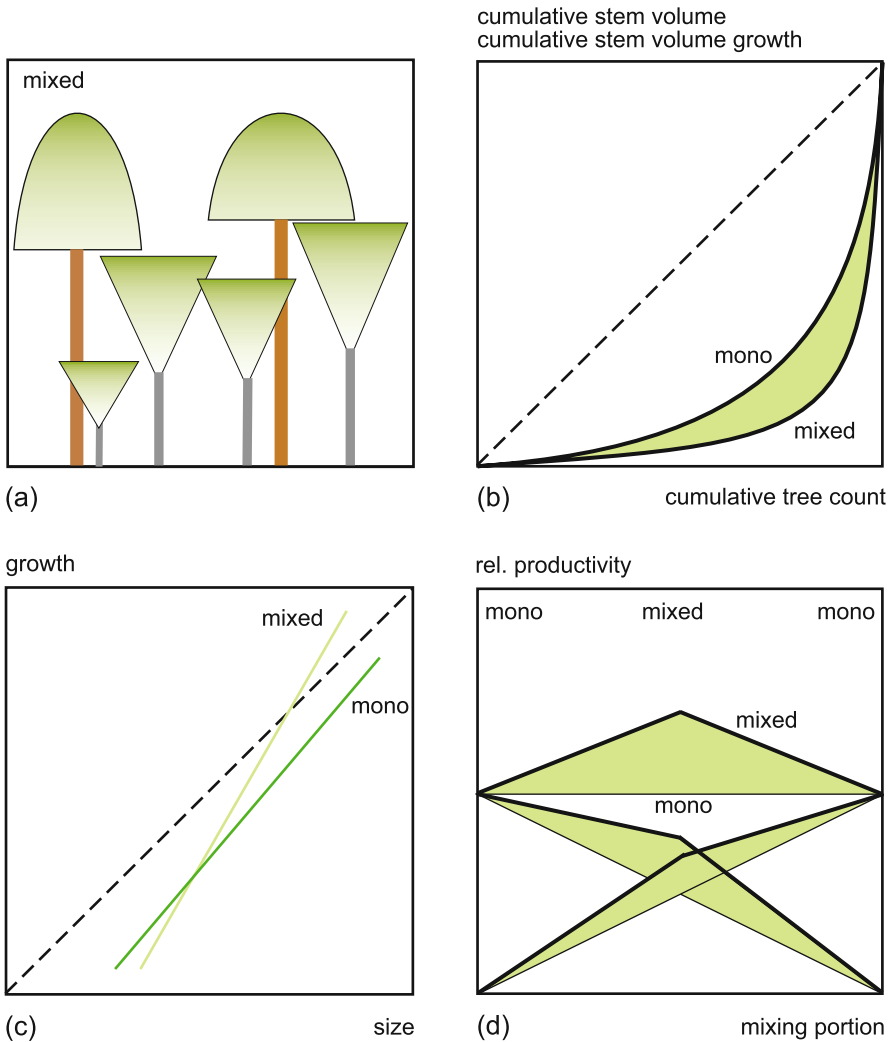 mixed
(a)
cumulative stem volume
cumulative stem volume growth
mono
mixed
(b)
cumulative tree count
growth
mixed
mono
(c)
size
rel. productivity
mono mixed mono
mixed
mono
(d)
mixing portion